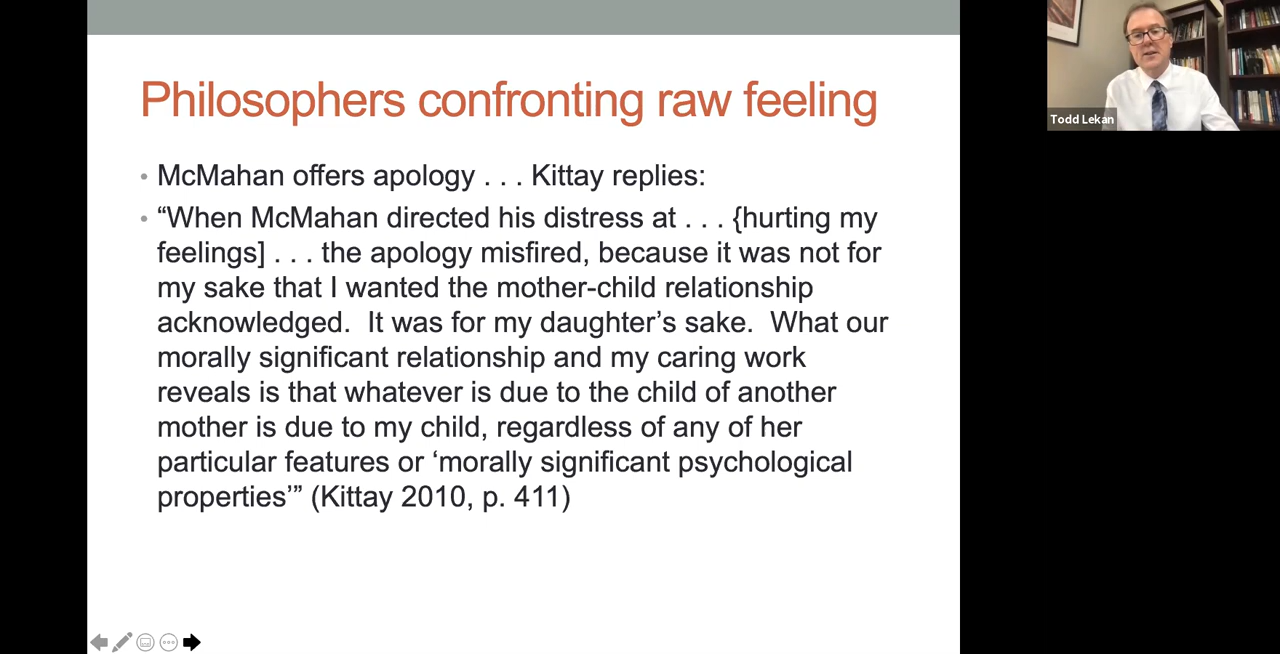 Philosophers confronting raw feeling
• McMahan offers apology . . . Kittay replies:
• “When McMahan directed his distress at . . . {hurting my
feelings] . . . the apology misfired, because it was not for
my sake that I wanted the mother-child relationship
acknowledged.  It was for my daughter’s sake.  What our
morally significant relationship and my caring work
reveals is that whatever is due to the child of another
mother is due to my child, regardless of any of her
particular features or ‘morally significant psychological
properties’” (Kittay 2010, p. 411)
Todd Lekan